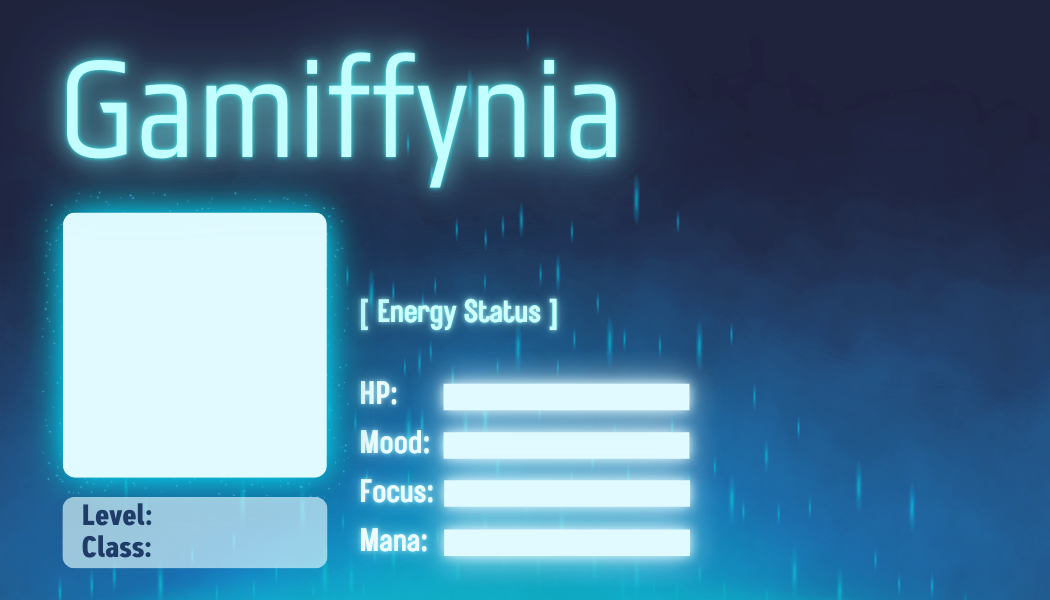 Gamiffynia
[ Energy Status ]
HP:
Mood:
Focus:
Mana:
Level:
Class: